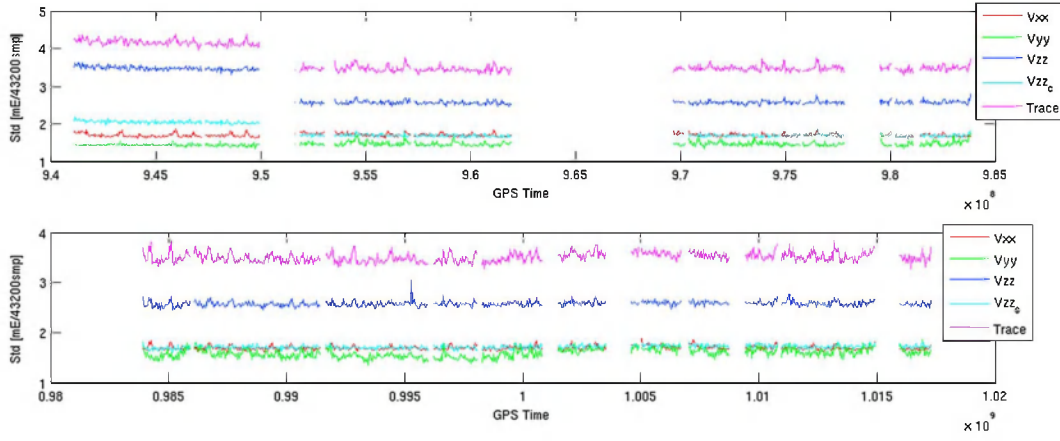 5
4
3
2
1
Std [mE/43200smp]
9.4 9.45 9.5 9.55 9.6 9.65 9.7 9.75 9.8 9.85
GPS Time
× 10⁸
Vxx
Vyy
Vzz
Vzz_c
Trace
4
3
2
1
Std [mE/43200smp]
0.98 0.985 0.99 0.995 1 1.005 1.01 1.015 1.02
GPS Time
× 10⁹
Vxx
Vyy
Vzz
Vzz_s
Trace